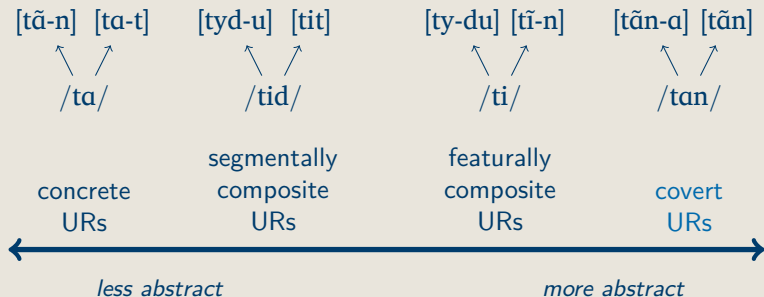 [tɑ̃-n] [tɑ-t] [tyd-u] [tit] [ty-du] [tĩ-n] [tɑ̃n-ɑ] [tɑ̃n]
/tɑ/ /tid/ /ti/ /tɑn/
segmentally featurally
concrete composite composite covert
URs URs URs URs
less abstract more abstract